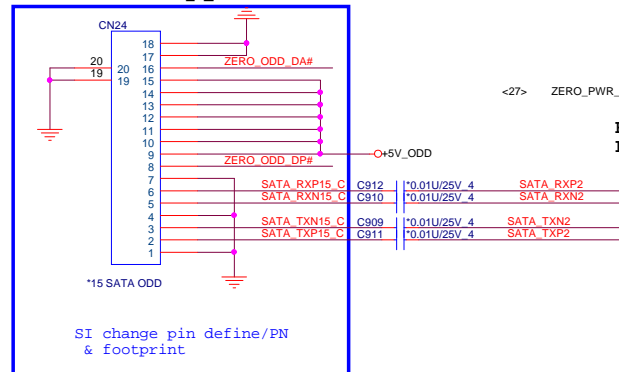 CN24
18
17
20 20 16 ZERO_ODD_DA#
19 19 15
14
<27> ZERO_PWR_
13
12
11
10
9 +5V_ODD
8 ZERO_ODD_DP#
7
6 SATA_RXP15_C C912 *0.01U/25V_4 SATA_RXP2
5 SATA_RXN15_C C910 *0.01U/25V_4 SATA_RXN2
4
3 SATA_TXN15_C C909 *0.01U/25V_4 SATA_TXN2
2 SATA_TXP15_C C911 *0.01U/25V_4 SATA_TXP2
1
*15 SATA ODD
SI change pin define/PN
& footprint